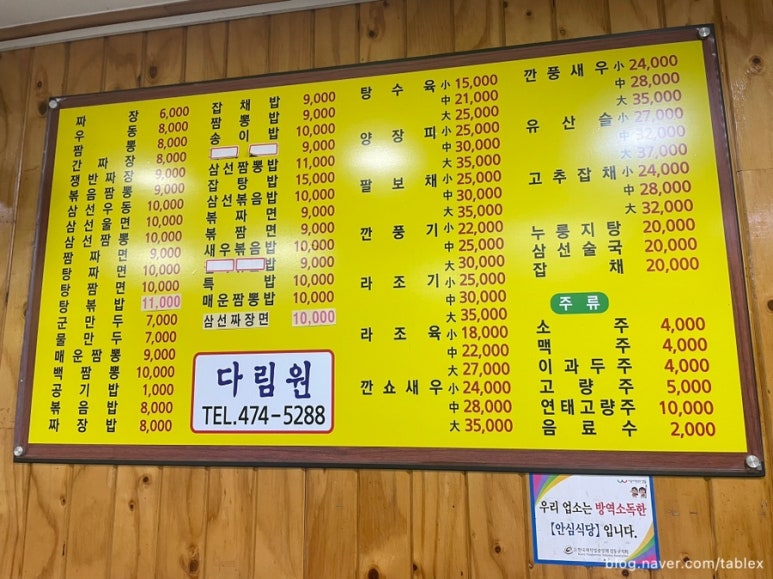 짜장 6,000
우동 8,000
짬뽕 8,000
간짜장 8,000
쟁반짜장 9,000
볶음짬뽕 9,000
삼선우동 10,000
삼선울면 10,000
삼선짬뽕 10,000
짬짜면 9,000
탕짜면 10,000
탕짬면 10,000
탕볶밥 11,000
군만두 7,000
물만두 7,000
매운짬뽕 9,000
백짬뽕 10,000
공기밥 1,000
볶음밥 8,000
짜장밥 8,000
잡채밥 9,000
짬뽕밥 9,000
송이밥 10,000
9,000
삼선짬뽕밥 11,000
잡탕밥 15,000
삼선볶음밥 10,000
볶짜면 9,000
볶짬면 9,000
새우볶음밥 10,000
밥 9,000
특밥 10,000
매운짬뽕밥 10,000
삼선짜장면 10,000
다림원
TEL.474-5288
탕수육 小 15,000
中 21,000
大 25,000
양장피 小 25,000
中 30,000
大 35,000
팔보채 小 25,000
中 30,000
大 35,000
깐풍기 小 22,000
中 25,000
大 30,000
라조기 小 25,000
中 30,000
大 35,000
라조육 小 18,000
中 22,000
大 27,000
깐쇼새우 小 24,000
中 28,000
大 35,000
깐풍새우 小 24,000
中 28,000
大 35,000
유산슬 小 27,000
中 32,000
大 37,000
고추잡채 小 24,000
中 28,000
大 32,000
누룽지탕 20,000
삼선술국 20,000
잡채 20,000
주류
소주 4,000
맥주 4,000
이과두주 4,000
고량주 5,000
연태고량주 10,000
음료수 2,000
우리 업소는 방역소독한
【안심식당】입니다.
blog.naver.com/tablex